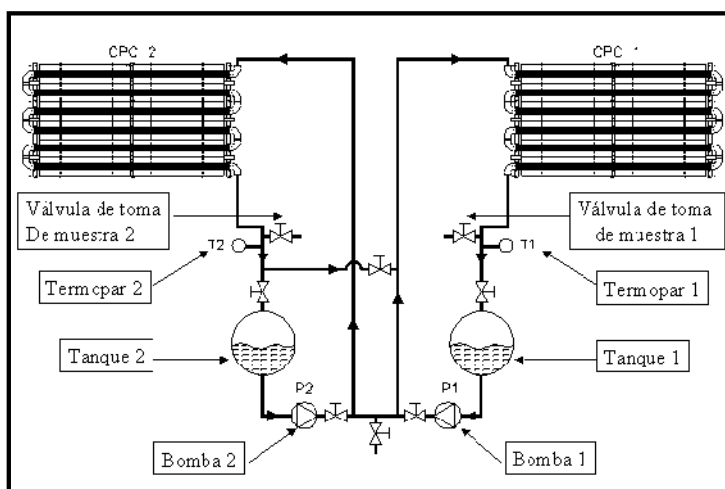 CPC 2
CPC 1
Válvula de toma
De muestra 2
Válvula de toma
de muestra 1
T2
T1
Termopar 2
Termopar 1
Tanque 2
Tanque 1
P2
P1
Bomba 2
Bomba 1